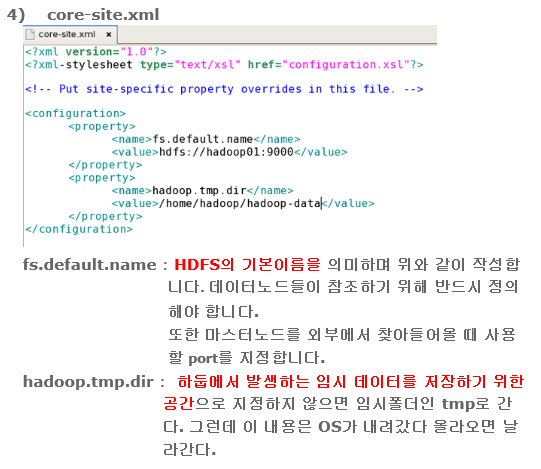 4) core-site.xml
core-site.xml ×
<?xml version="1.0"?>
<?xml-stylesheet type="text/xsl" href="configuration.xsl"?>
<!-- Put site-specific property overrides in this file. -->
<configuration>
<property>
<name>fs.default.name</name>
<value>hdfs://hadoop01:9000</value>
</property>
<property>
<name>hadoop.tmp.dir</name>
<value>/home/hadoop/hadoop-data</value>
</property>
</configuration>
fs.default.name : HDFS의 기본이름을 의미하며 위와 같이 작성합
니다. 데이터노드들이 참조하기 위해 반드시 정의
해야 합니다.
또한 마스터노드를 외부에서 찾아들어올 때 사용
할 port를 지정합니다.
hadoop.tmp.dir : 하둡에서 발생하는 임시 데이터를 저장하기 위한
공간으로 지정하지 않으면 임시폴더인 tmp로 간
다. 그런데 이 내용은 OS가 내려갔다 올라오면 날
라간다.